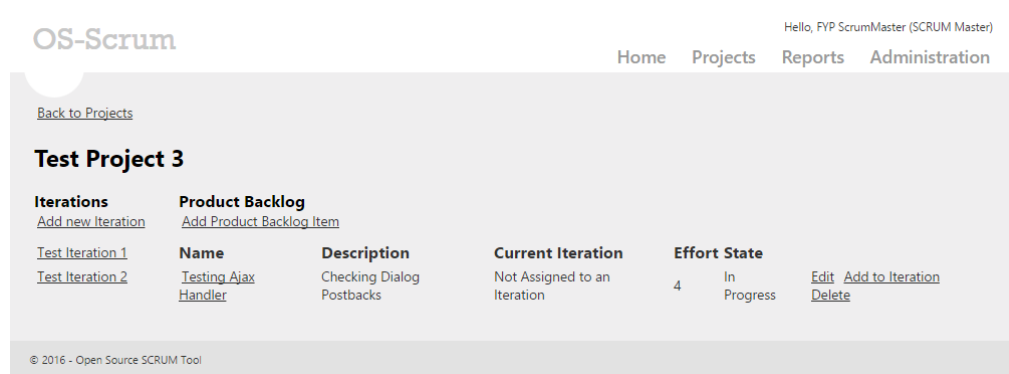 OS-Scrum
Hello, FYP ScrumMaster (SCRUM Master)
Home Projects Reports Administration
Back to Projects
Test Project 3
Iterations Product Backlog
Add new Iteration Add Product Backlog Item
Test Iteration 1 Name Description Current Iteration Effort State
Test Iteration 2 Testing Ajax Checking Dialog Not Assigned to an 4 In Edit Add to Iteration
Handler Postbacks Iteration Progress Delete
© 2016 - Open Source SCRUM Tool